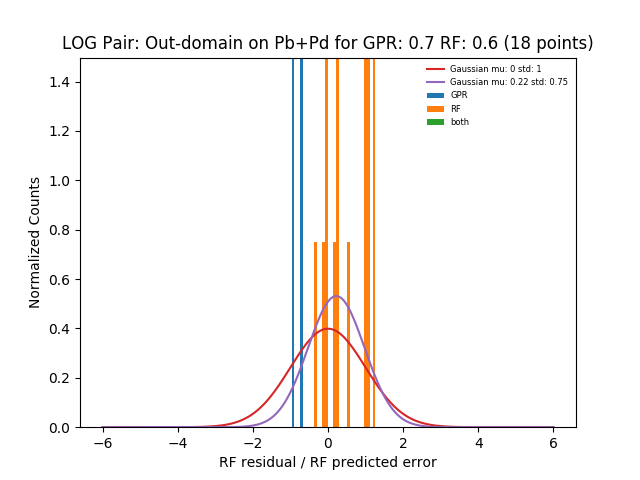 LOG Pair: Out-domain on Pb+Pd for GPR: 0.7 RF: 0.6 (18 points)
Gaussian mu: 0 std: 1
Gaussian mu: 0.22 std: 0.75
GPR
RF
both
Normalized Counts
1.4
1.2
1.0
0.8
0.6
0.4
0.2
0.0
−6 −4 −2 0 2 4 6
RF residual / RF predicted error